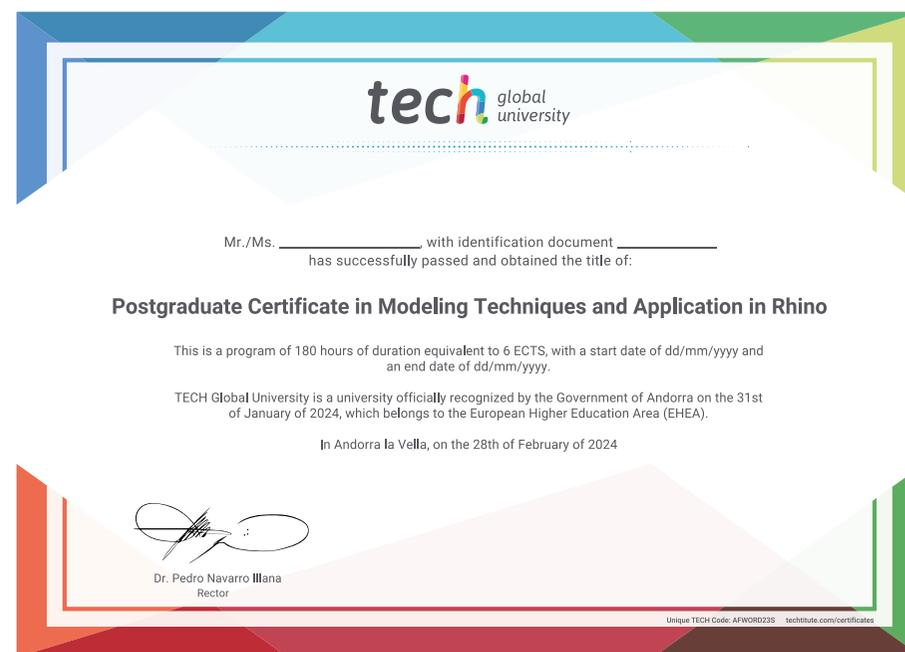 tech global
university
Mr./Ms. ____________, with identification document ____________
has successfully passed and obtained the title of:
Postgraduate Certificate in Modeling Techniques and Application in Rhino
This is a program of 180 hours of duration equivalent to 6 ECTS, with a start date of dd/mm/yyyy and
an end date of dd/mm/yyyy.
TECH Global University is a university officially recognized by the Government of Andorra on the 31st
of January of 2024, which belongs to the European Higher Education Area (EHEA).
In Andorra la Vella, on the 28th of February of 2024
Dr. Pedro Navarro Illana
Rector
Unique TECH Code: AFWORD23S techtitute.com/certificates